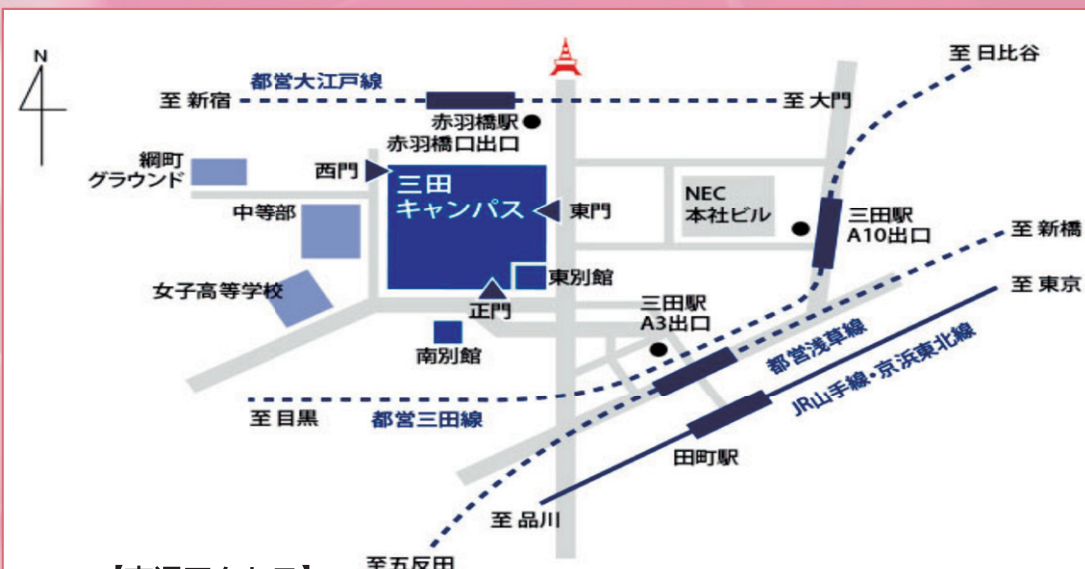 N
至 日比谷
都営大江戸線
至 新宿
至 大門
赤羽橋駅
赤羽橋口出口
綱町
グラウンド
西門
三田
キャンパス
東門
NEC
本社ビル
中等部
三田駅
A10出口
至 新橋
女子高等学校
東別館
至 東京
正門
三田駅
A3出口
南別館
都営浅草線
JR山手線・京浜東北線
至 目黒
都営三田線
田町駅
至 品川
至五反田